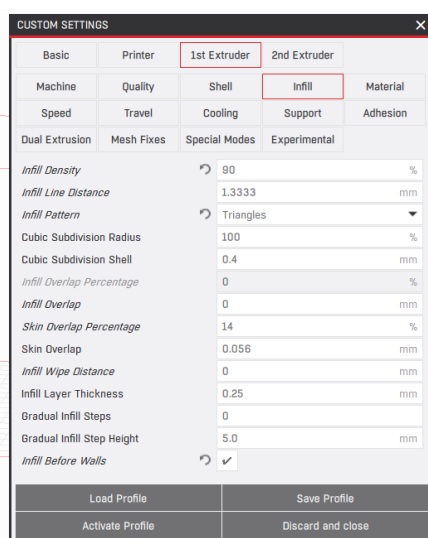 CUSTOM SETTINGS ×
Basic Printer 1st Extruder 2nd Extruder
Machine Quality Shell Infill Material
Speed Travel Cooling Support Adhesion
Dual Extrusion Mesh Fixes Special Modes Experimental
Infill Density 90 %
Infill Line Distance 1.3333 mm
Infill Pattern Triangles
Cubic Subdivision Radius 100 %
Cubic Subdivision Shell 0.4 mm
Infill Overlap Percentage 0 %
Infill Overlap 0 mm
Skin Overlap Percentage 14 %
Skin Overlap 0.056 mm
Infill Wipe Distance 0 mm
Infill Layer Thickness 0.25 mm
Gradual Infill Steps 0
Gradual Infill Step Height 5.0 mm
Infill Before Walls ✔
Load Profile Save Profile
Activate Profile Discard and close